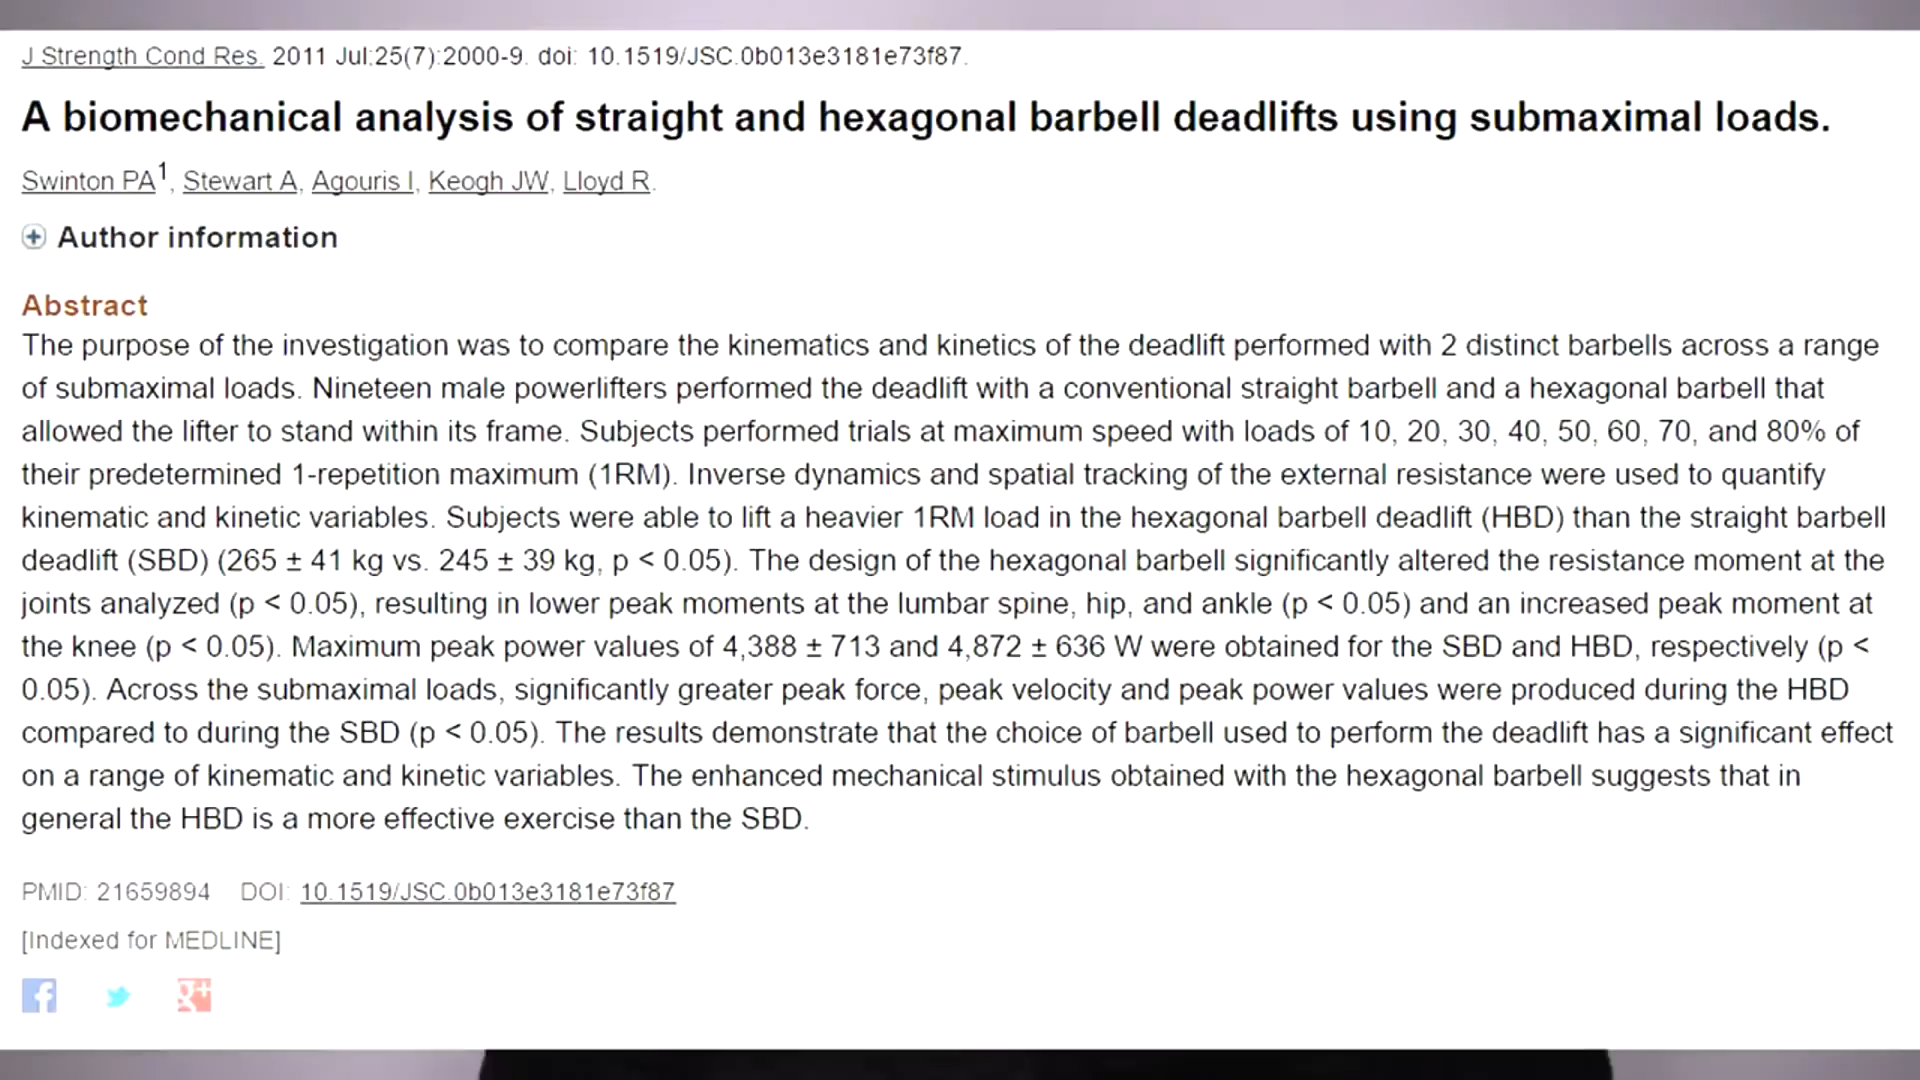 J Strength Cond Res. 2011 Jul;25(7):2000-9. doi: 10.1519/JSC.0b013e3181e73f87.
A biomechanical analysis of straight and hexagonal barbell deadlifts using submaximal loads.
Swinton PA1, Stewart A, Agouris I, Keogh JW, Lloyd R.
Author information
Abstract
The purpose of the investigation was to compare the kinematics and kinetics of the deadlift performed with 2 distinct barbells across a range
of submaximal loads. Nineteen male powerlifters performed the deadlift with a conventional straight barbell and a hexagonal barbell that
allowed the lifter to stand within its frame. Subjects performed trials at maximum speed with loads of 10, 20, 30, 40, 50, 60, 70, and 80% of
their predetermined 1-repetition maximum (1RM). Inverse dynamics and spatial tracking of the external resistance were used to quantify
kinematic and kinetic variables. Subjects were able to lift a heavier 1RM load in the hexagonal barbell deadlift (HBD) than the straight barbell
deadlift (SBD) (265 ± 41 kg vs. 245 ± 39 kg, p < 0.05). The design of the hexagonal barbell significantly altered the resistance moment at the
joints analyzed (p < 0.05), resulting in lower peak moments at the lumbar spine, hip, and ankle (p < 0.05) and an increased peak moment at
the knee (p < 0.05). Maximum peak power values of 4,388 ± 713 and 4,872 ± 636 W were obtained for the SBD and HBD, respectively (p <
0.05). Across the submaximal loads, significantly greater peak force, peak velocity and peak power values were produced during the HBD
compared to during the SBD (p < 0.05). The results demonstrate that the choice of barbell used to perform the deadlift has a significant effect
on a range of kinematic and kinetic variables. The enhanced mechanical stimulus obtained with the hexagonal barbell suggests that in
general the HBD is a more effective exercise than the SBD.
PMID: 21659894 DOI: 10.1519/JSC.0b013e3181e73f87
[Indexed for MEDLINE]
f g+